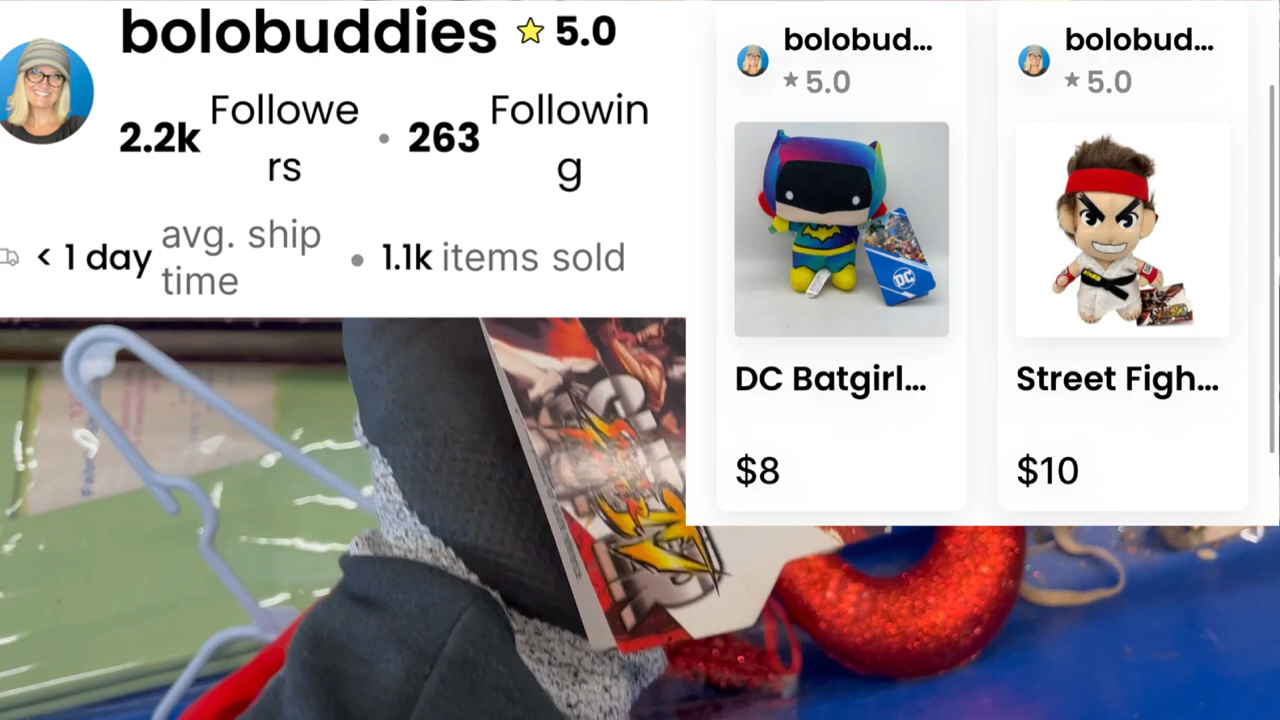 bolobuddies ⭐ 5.0
2.2k Followe
rs
• 263 Followin
g
< 1 day avg. ship
time
• 1.1k items sold
bolobud...
★ 5.0
DC
DC Batgirl...
$8
bolobud...
★ 5.0
Street Figh...
$10